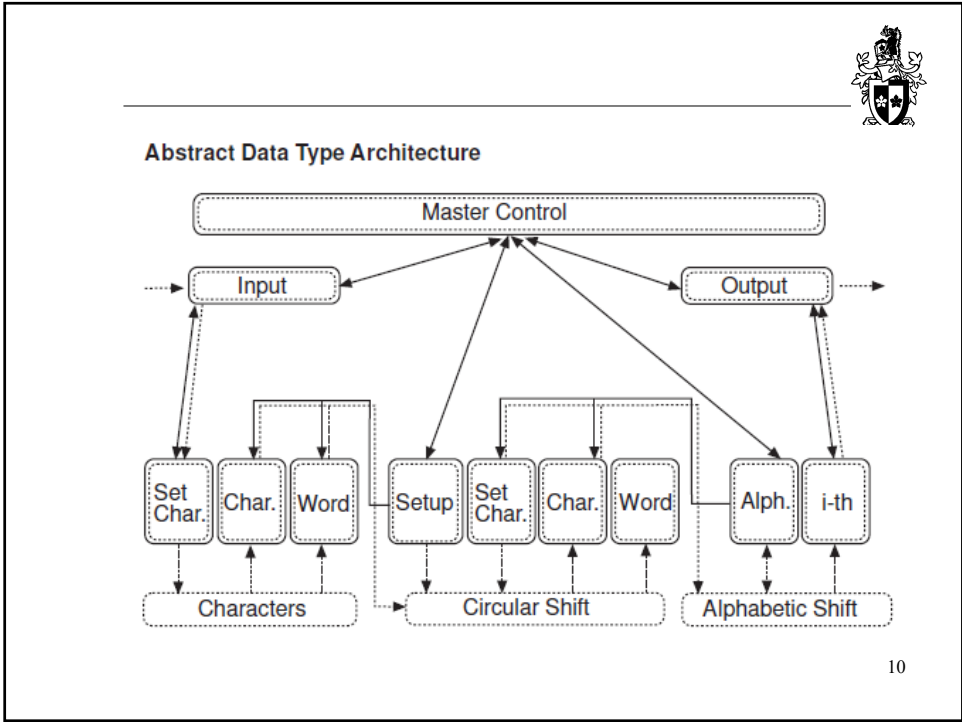 Abstract Data Type Architecture
Master Control
Input
Output
Set
Char.
Char.
Word
Setup
Set
Char.
Char.
Word
Alph.
i-th
Characters
Circular Shift
Alphabetic Shift
10